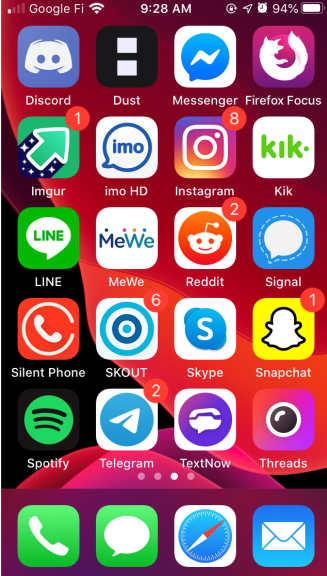 Google Fi 9:28 AM 94%
Discord Dust Messenger Firefox Focus
1 8
imo kik.
Imgur imo HD Instagram Kik
2
LINE MeWe
LINE MeWe Reddit Signal
6 1
S
Silent Phone SKOUT Skype Snapchat
2
Spotify Telegram TextNow Threads